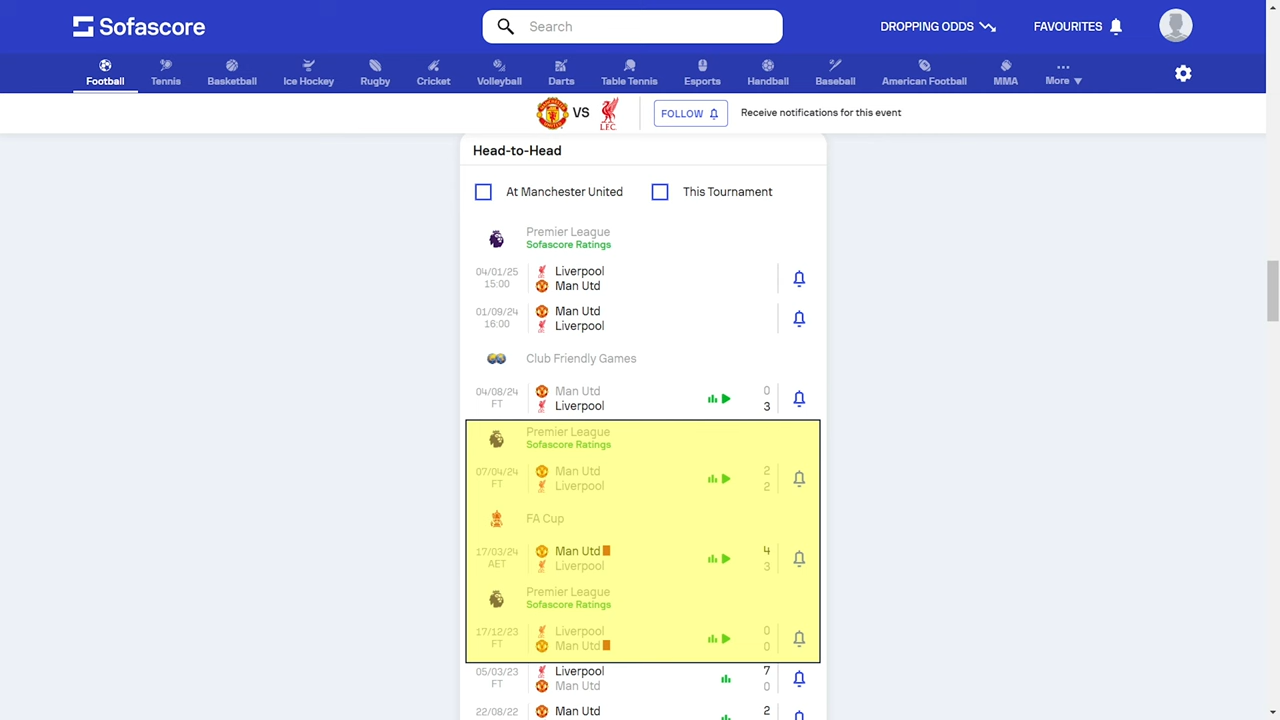 Sofascore
Search
DROPPING ODDS
FAVOURITES
Football
Tennis
Basketball
Ice Hockey
Rugby
Cricket
Volleyball
Darts
Table Tennis
Esports
Handball
Baseball
American Football
MMA
More
VS
L.F.C.
FOLLOW
Receive notifications for this event
Head-to-Head
At Manchester United
This Tournament
Premier League
Sofascore Ratings
04/01/25 Liverpool
15:00 Man Utd
01/09/24 Man Utd
16:00 Liverpool
Club Friendly Games
04/08/24 Man Utd 0
FT Liverpool 3
Premier League
Sofascore Ratings
07/04/24 Man Utd 2
FT Liverpool 2
FA Cup
17/03/24 Man Utd 4
AET Liverpool 3
Premier League
Sofascore Ratings
17/12/23 Liverpool 0
FT Man Utd 0
05/03/23 Liverpool 7
FT Man Utd 0
22/08/22 Man Utd 2